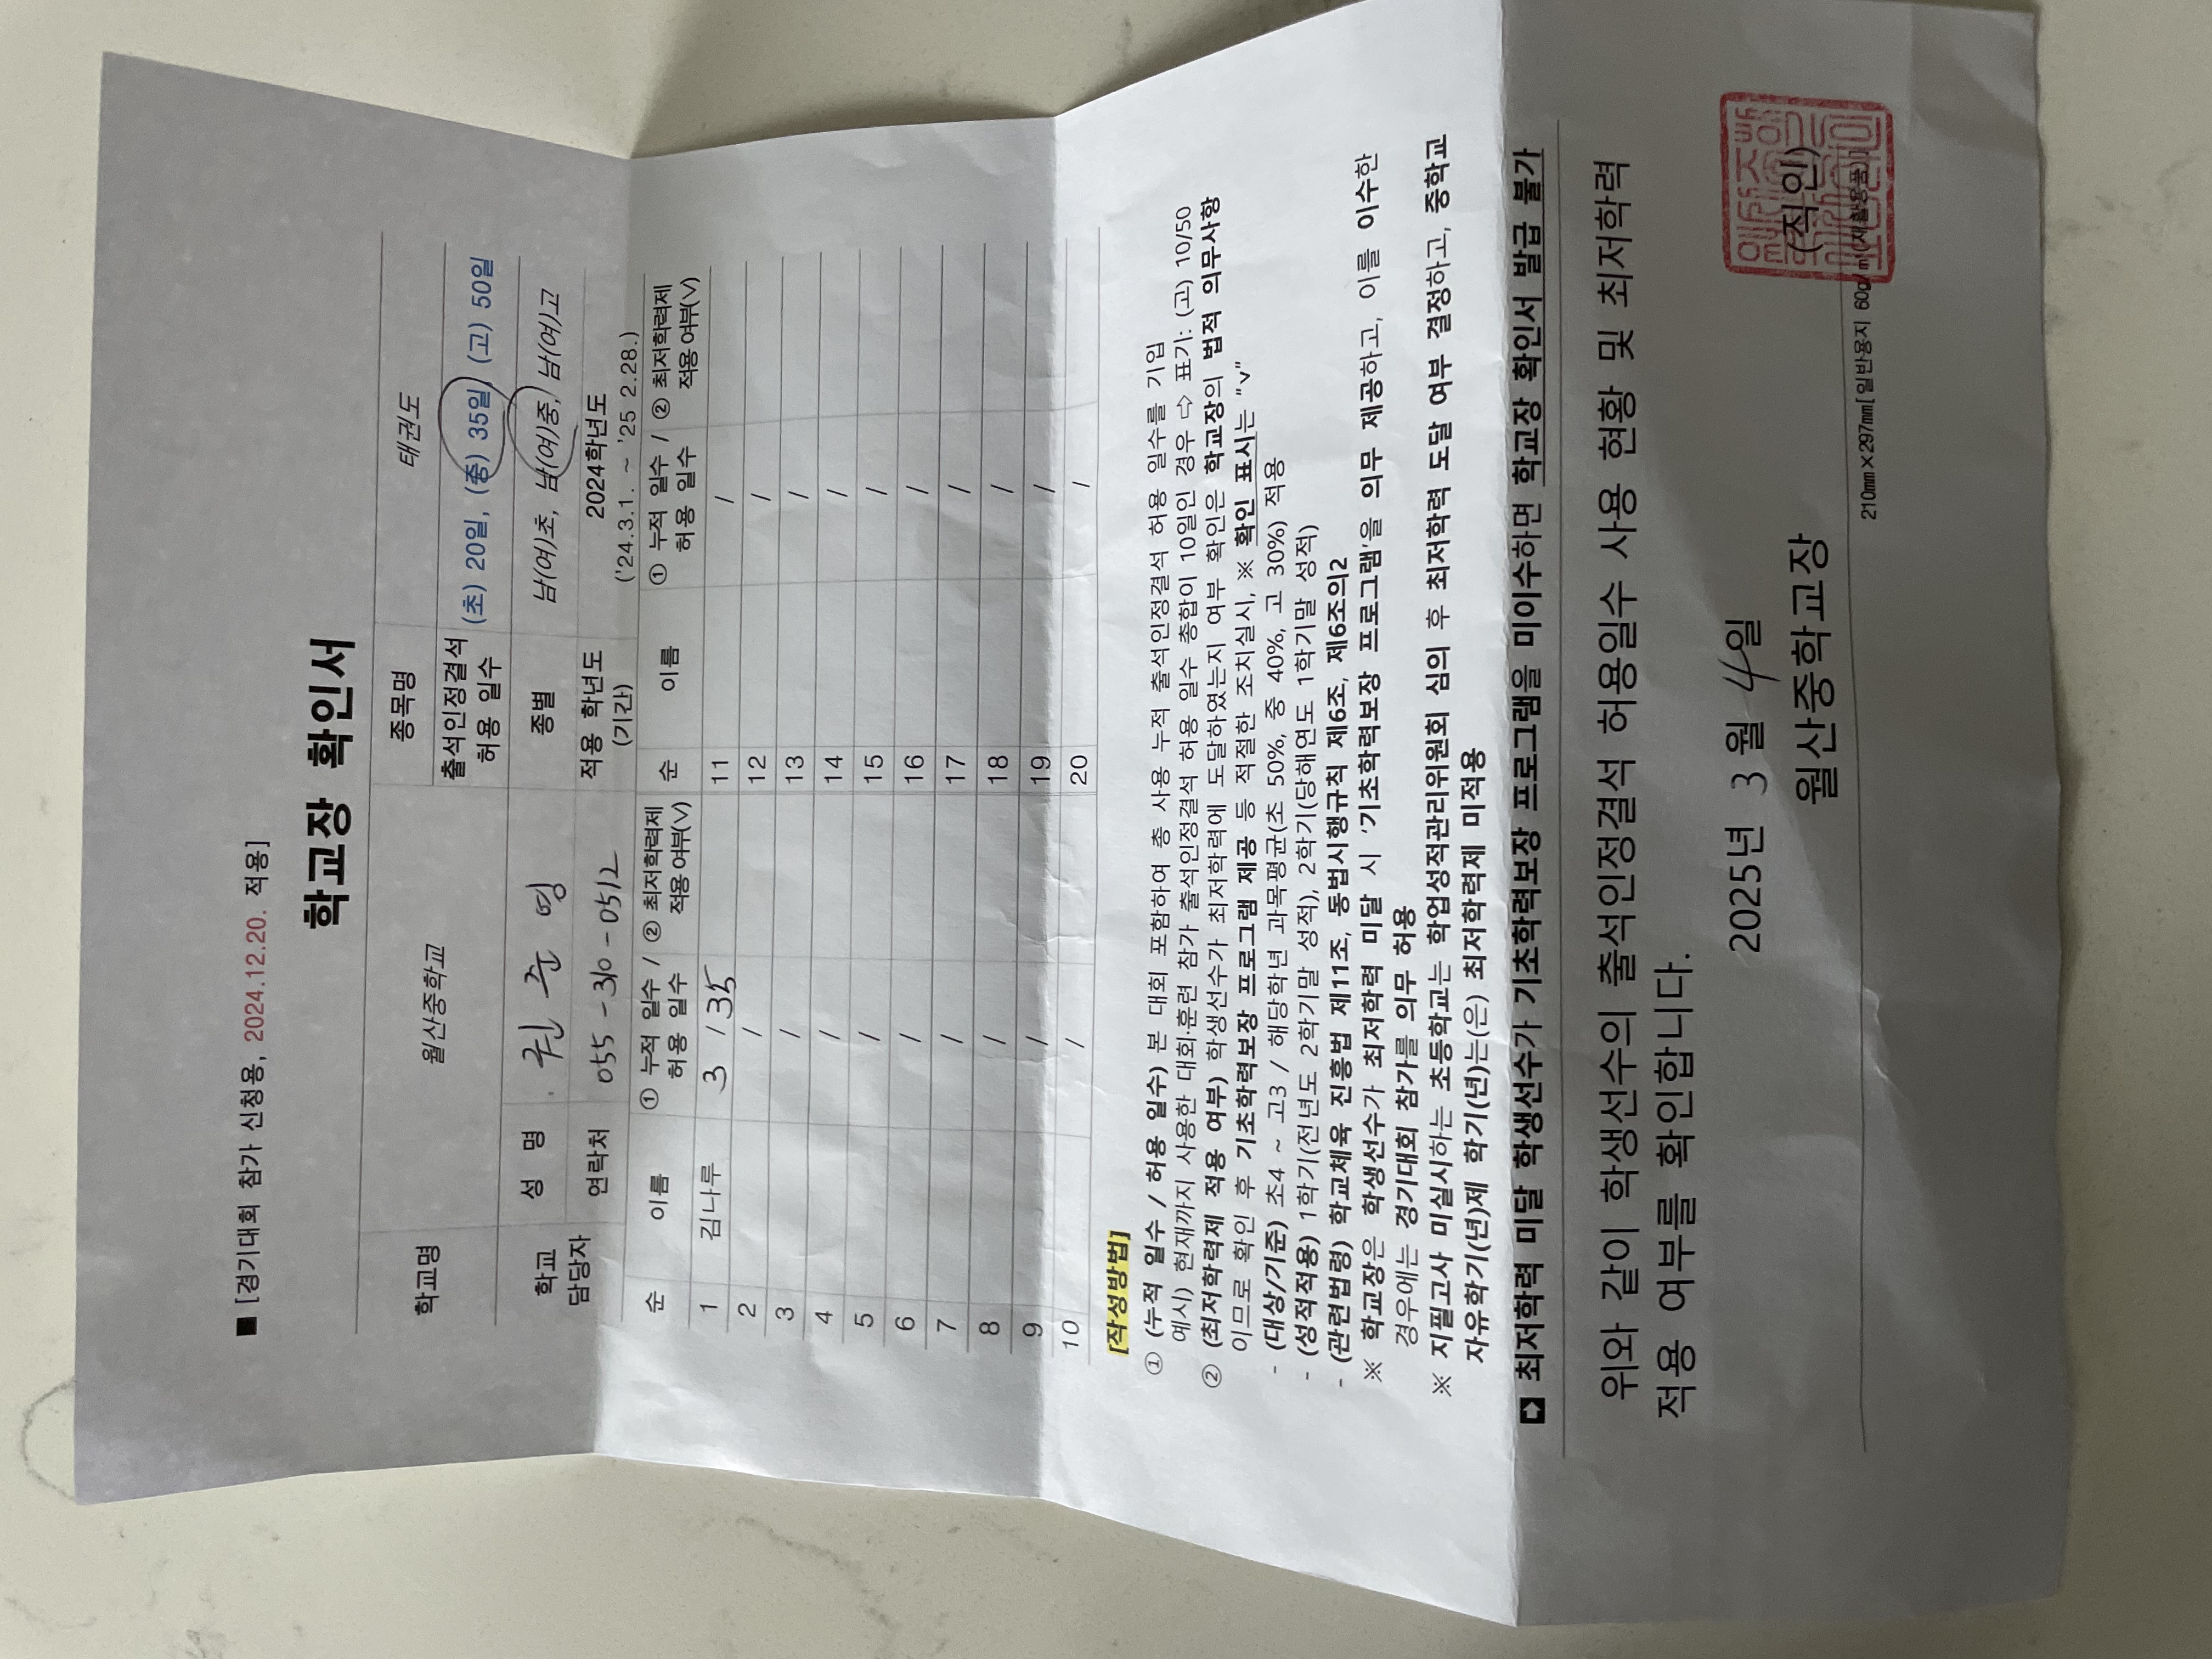 ■ [경기대회 참가 신청용, 2024.12.20. 적용]
학교장 확인서
학교명 월산중학교 종목명 태권도
출석인정결석 허용 일수 (초) 20일, (중) 35일, (고) 50일
학교 담당자 성 명 권준영 종별 남(여)초, 남(여)중, 남(여)고
연락처 055-310-0512 적용 학년도 (기간) 2024학년도 ('24.3.1. ~ '25 2.28.)
순 이름 ① 누적 일수 / 허용 일수 ② 최저학력제 적용 여부(V) 순 이름 ① 누적 일수 / 허용 일수 ② 최저학력제 적용 여부(V)
1 김나루 3 / 35 11 /
2 / 12 /
3 / 13 /
4 / 14 /
5 / 15 /
6 / 16 /
7 / 17 /
8 / 18 /
9 / 19 /
10 / 20 /
[작성방법]
① (누적 일수 / 허용 일수) 본 대회 포함하여 총 사용 누적 출석인정결석 허용 일수를 기입
예시) 현재까지 사용한 대회·훈련 참가 출석인정결석 허용 일수 총합이 10일인 경우 ⇨ 표기: (고) 10/50
② (최저학력제 적용 여부) 학생선수가 최저학력에 도달하였는지 여부 확인은 학교장의 법적 의무사항
이므로 확인 후 기초학력보장 프로그램 제공 등 적절한 조치실시, ※ 확인 표시는 "v"
- (대상/기준) 초4 ~ 고3 / 해당학년 과목평균(초 50%, 중 40%, 고 30%) 적용
- (성적적용) 1학기(전년도 2학기말 성적), 2학기(당해연도 1학기말 성적)
- (관련법령) 학교체육 진흥법 제11조, 동법시행규칙 제6조, 제6조의2
※ 학교장은 학생선수가 최저학력 미달 시 '기초학력보장 프로그램'을 의무 제공하고, 이를 이수한
경우에는 경기대회 참가를 의무 허용
※ 지필고사 미실시하는 초등학교는 학업성적관리위원회 심의 후 최저학력 도달 여부 결정하고, 중학교
자유학기(년)제 학기(년)는(은) 최저학력제 미적용
➡ 최저학력 미달 학생선수가 기초학력보장 프로그램을 미이수하면 학교장 확인서 발급 불가
위와 같이 학생선수의 출석인정결석 허용일수 사용 현황 및 최저학력
적용 여부를 확인합니다.
2025년 3 월 4일
월산중학교장 (직인)
210㎜×297㎜[일반용지 60g/㎡(재활용품)]